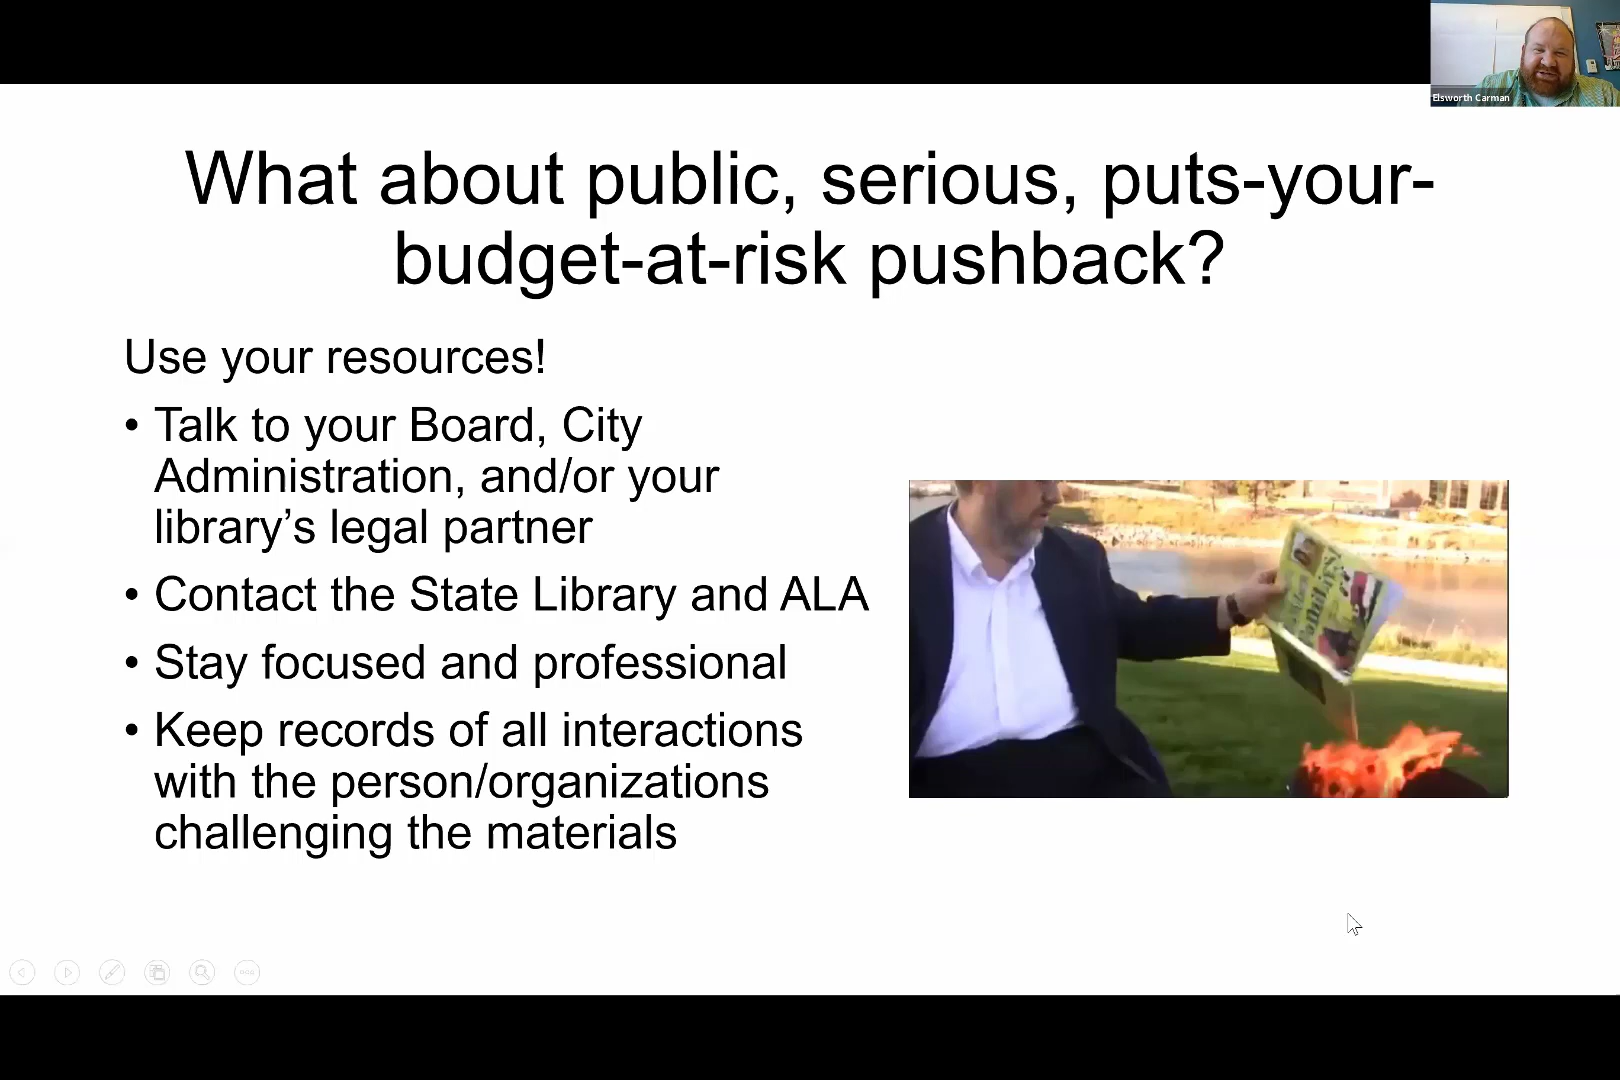 Elsworth Carman
What about public, serious, puts-your-
budget-at-risk pushback?
Use your resources!
• Talk to your Board, City
Administration, and/or your
library’s legal partner
• Contact the State Library and ALA
• Stay focused and professional
• Keep records of all interactions
with the person/organizations
challenging the materials